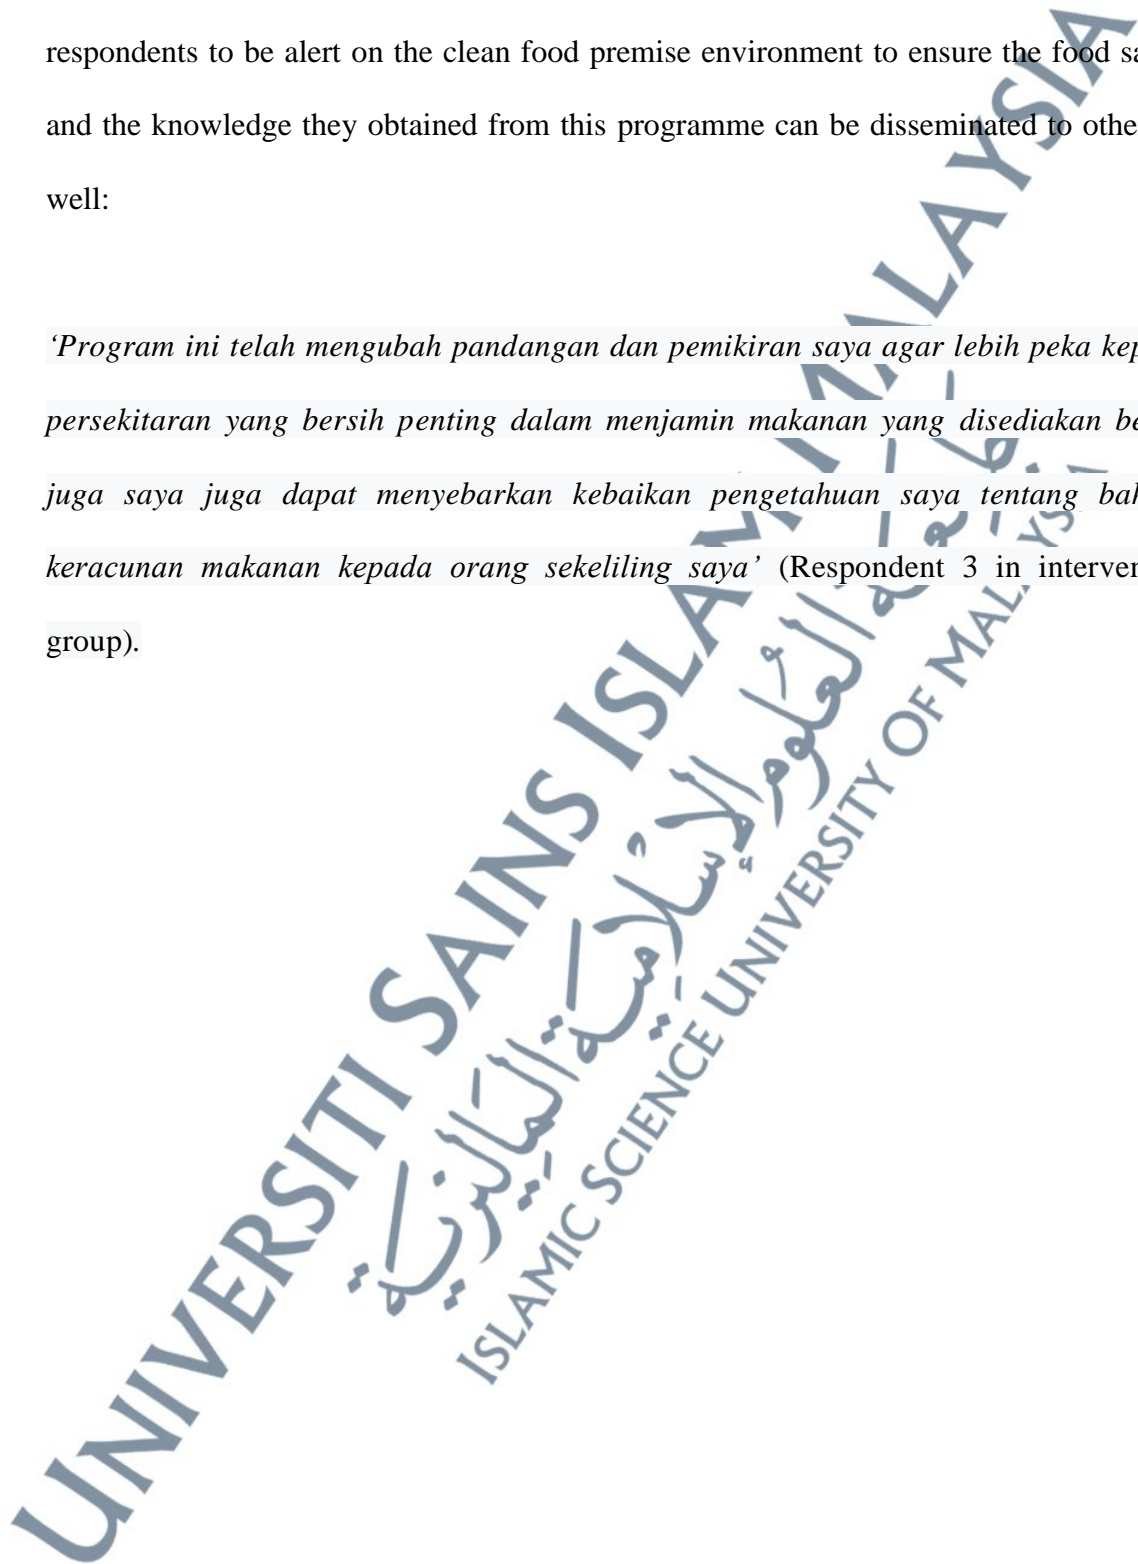 respondents to be alert on the clean food premise environment to ensure the food sa
and the knowledge they obtained from this programme can be disseminated to othe
well:
‘Program ini telah mengubah pandangan dan pemikiran saya agar lebih peka kep
persekitaran yang bersih penting dalam menjamin makanan yang disediakan be
juga saya juga dapat menyebarkan kebaikan pengetahuan saya tentang bah
keracunan makanan kepada orang sekeliling saya’ (Respondent 3 in interven
group).
UNIVERSITI SAINS ISLAM MALAYSIA
جامعة العلوم الإسلامية الماليزية
ISLAMIC SCIENCE UNIVERSITY OF MALAYSIA